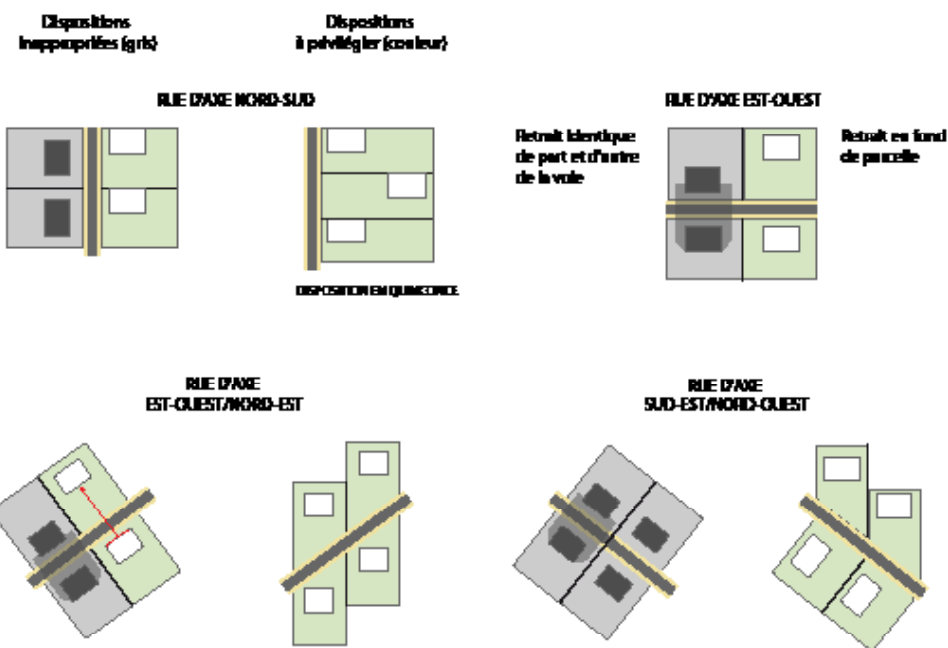 Dispositions
inappropriées (gris)
Dispositions
à privilégier (couleur)
RUE D'AXE NORD-SUD
RUE D'AXE EST-OUEST
Retrait identique
de part et d'outre
de la voie
Retrait en fond
de parcelle
DISPOSITION EN QUINCONCE
RUE D'AXE
EST-OUEST/NORD-EST
RUE D'AXE
SUD-EST/NORD-OUEST